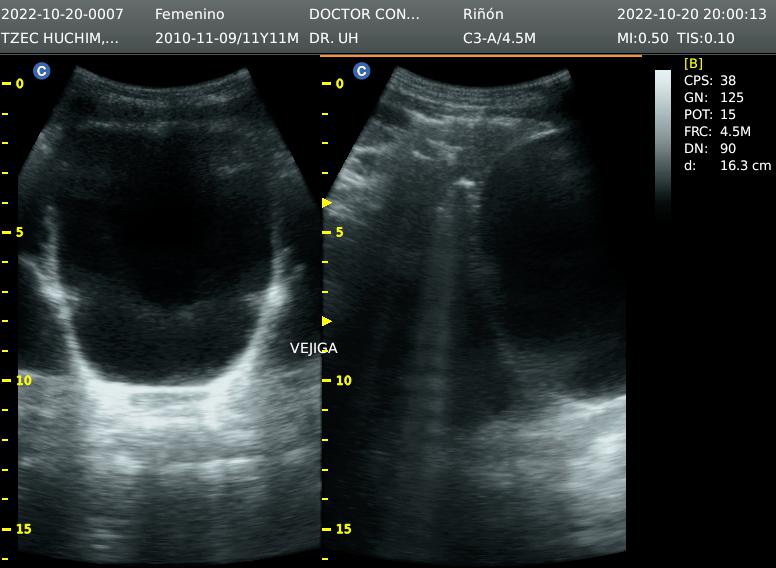 2022-10-20-0007 Femenino DOCTOR CON... Riñón 2022-10-20 20:00:13
TZEC HUCHIM,... 2010-11-09/11Y11M DR. UH C3-A/4.5M MI:0.50 TIS:0.10
[B]
CPS: 38
GN: 125
POT: 15
FRC: 4.5M
DN: 90
d: 16.3 cm
C
0
5
10
15
C
0
5
10
15
VEJIGA